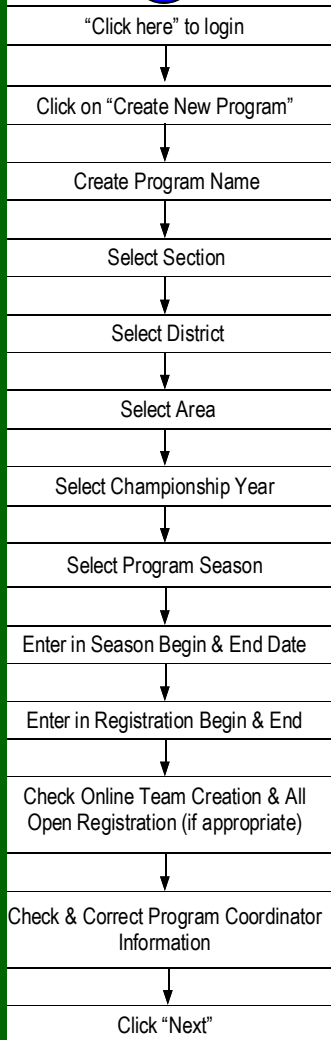 “Click here” to login
Click on “Create New Program”
Create Program Name
Select Section
Select District
Select Area
Select Championship Year
Select Program Season
Enter in Season Begin & End Date
Enter in Registration Begin & End
Check Online Team Creation & All
Open Registration (if appropriate)
Check & Correct Program Coordinator
Information
Click “Next”